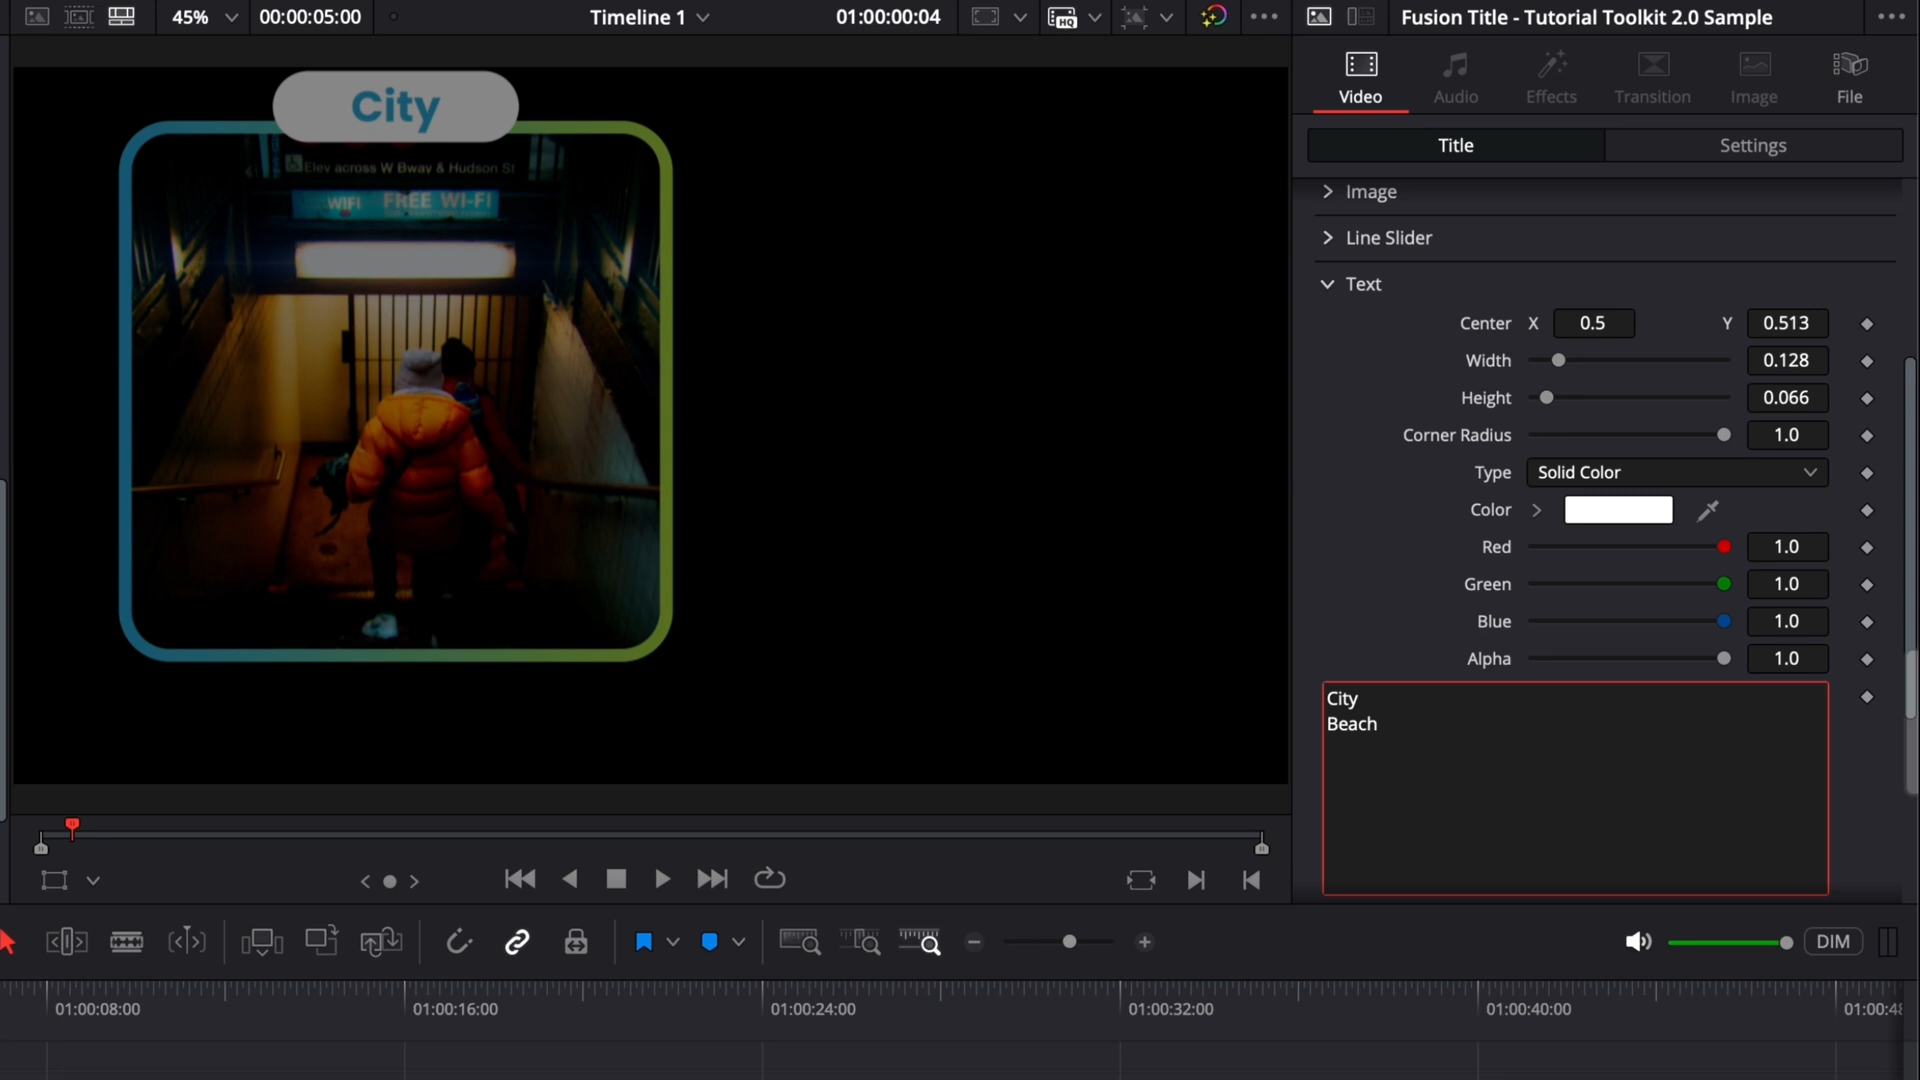 45%
00:00:05:00
Timeline 1
01:00:00:04
HQ
Fusion Title - Tutorial Toolkit 2.0 Sample
Video
Audio
Effects
Transition
Image
File
Title
Settings
Image
Line Slider
Text
Center X 0.5 Y 0.513
Width 0.128
Height 0.066
Corner Radius 1.0
Type Solid Color
Color
Red 1.0
Green 1.0
Blue 1.0
Alpha 1.0
City
Beach
City
Elev across W Bway & Hudson St
WIFI FREE WI-FI
DIM
01:00:08:00
01:00:16:00
01:00:24:00
01:00:32:00
01:00:40:00
01:00:48